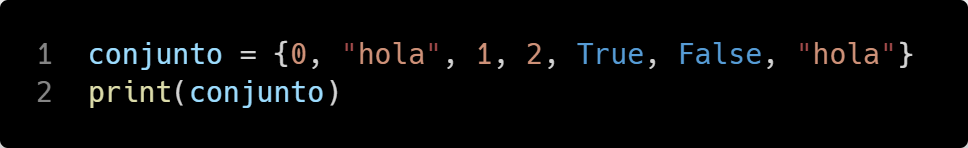 1 conjunto = {0, "hola", 1, 2, True, False, "hola"}
2 print(conjunto)